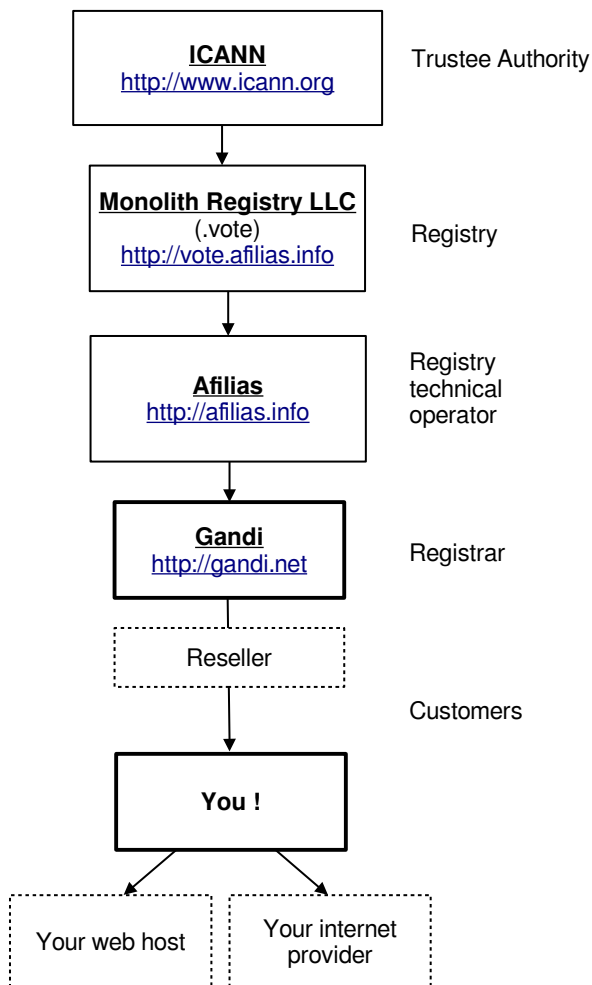 ICANN
http://www.icann.org
Trustee Authority
Monolith Registry LLC
(.vote)
http://vote.afilias.info
Registry
Afilias
http://afilias.info
Registry
technical
operator
Gandi
http://gandi.net
Registrar
Reseller
Customers
You !
Your web host
Your internet
provider